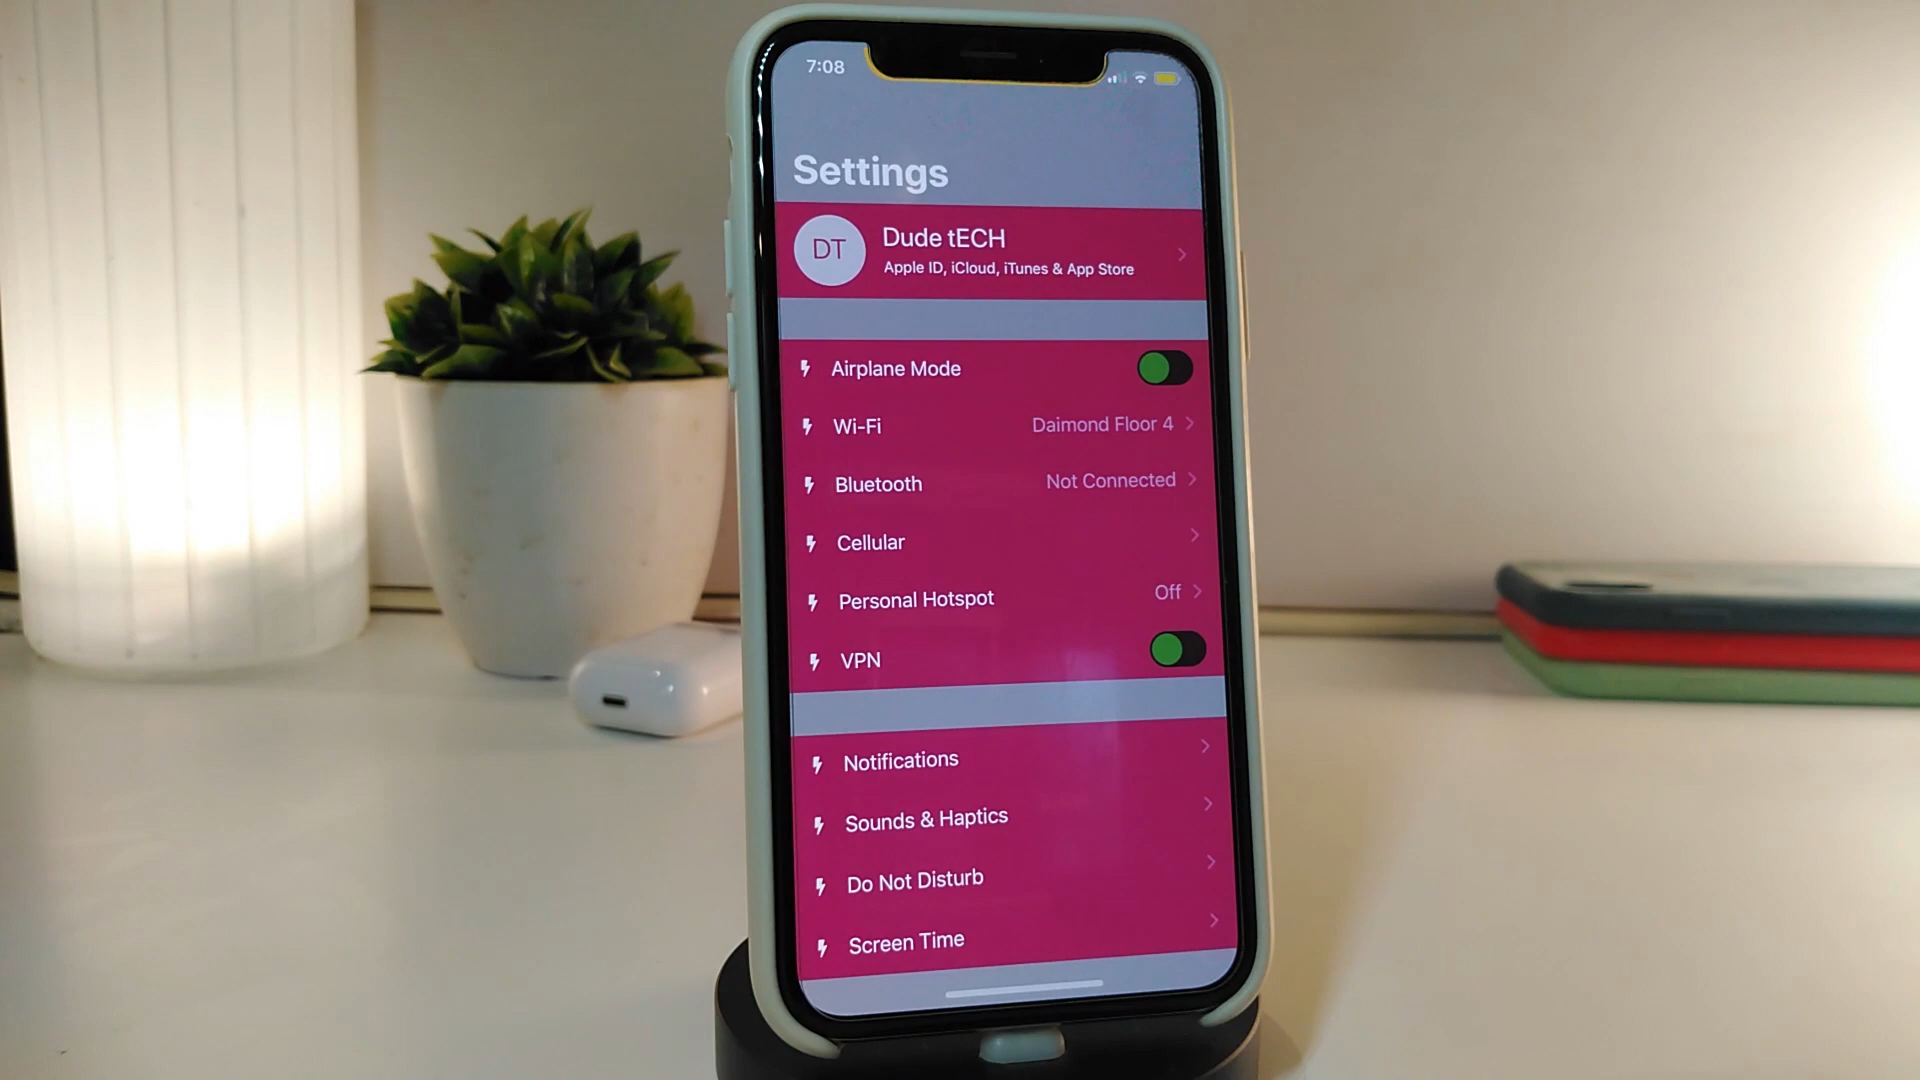 7:08
Settings
DT
Dude tECH
Apple ID, iCloud, iTunes & App Store
Airplane Mode
Wi-Fi Daimond Floor 4
Bluetooth Not Connected
Cellular
Personal Hotspot Off
VPN
Notifications
Sounds & Haptics
Do Not Disturb
Screen Time